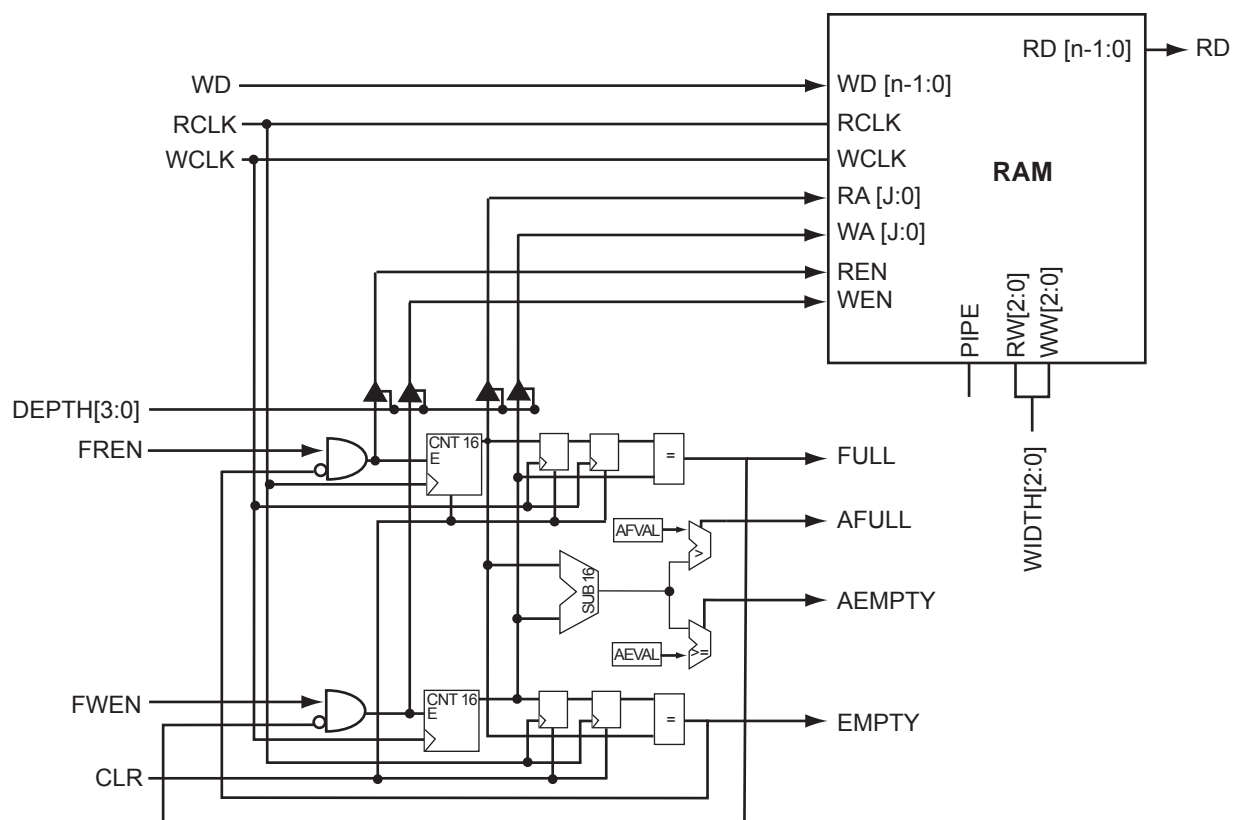 RD [n-1:0]
RD
WD
WD [n-1:0]
RCLK
RCLK
WCLK
WCLK
RAM
RA [J:0]
WA [J:0]
REN
WEN
PIPE
RW[2:0]
WW[2:0]
DEPTH[3:0]
FREN
CNT 16
E
=
FULL
WIDTH[2:0]
AFVAL
>
AFULL
SUB 16
AEMPTY
AEVAL
>=
FWEN
CNT 16
E
=
EMPTY
CLR